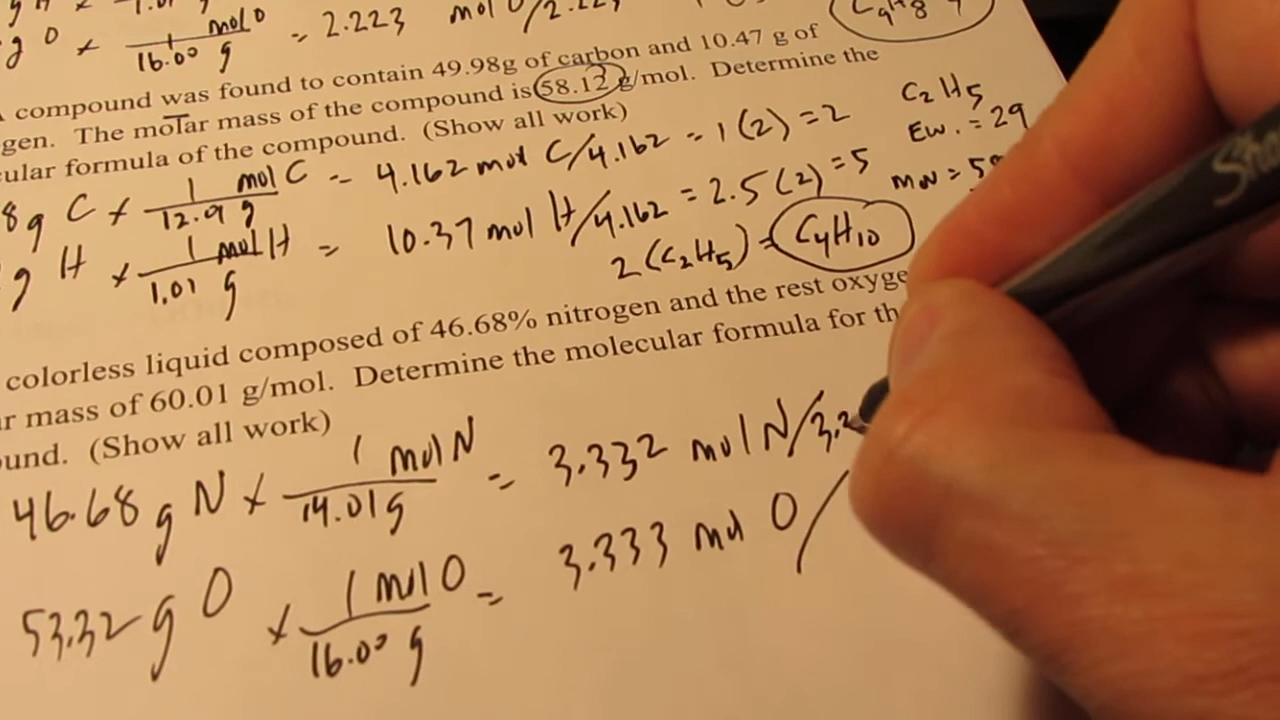 g O × 1 mol O / 16.00 g = 2.223 mol O/2.223
compound was found to contain 49.98g of carbon and 10.47 g of
gen. The molar mass of the compound is 58.12 g/mol. Determine the
cular formula of the compound. (Show all work)
C2H5
EW. = 29
MW = 5
8 g C × 1 mol C / 12.01 g = 4.162 mol C/4.162 = 1 (2) = 2
g H × 1 mol H / 1.01 g = 10.37 mol H/4.162 = 2.5 (2) = 5
2 (C2H5) = C4H10
colorless liquid composed of 46.68% nitrogen and the rest oxyge
r mass of 60.01 g/mol. Determine the molecular formula for th
und. (Show all work)
46.68 g N × 1 mol N / 14.01 g = 3.332 mol N/3.
53.32 g O × 1 mol O / 16.00 g = 3.333 mol O/